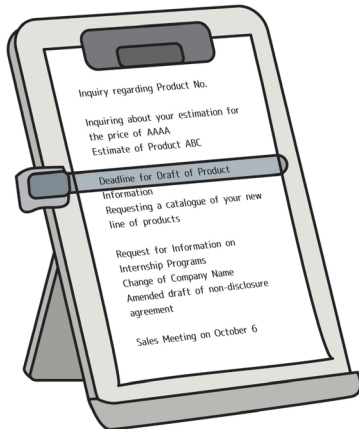 Inquiry regarding Product No.
Inquiring about your estimation for
the price of AAAA
Estimate of Product ABC
Deadline for Draft of Product
Information
Requesting a catalogue of your new
line of products
Request for Information on
Internship Programs
Change of Company Name
Amended draft of non-disclosure
agreement
Sales Meeting on October 6